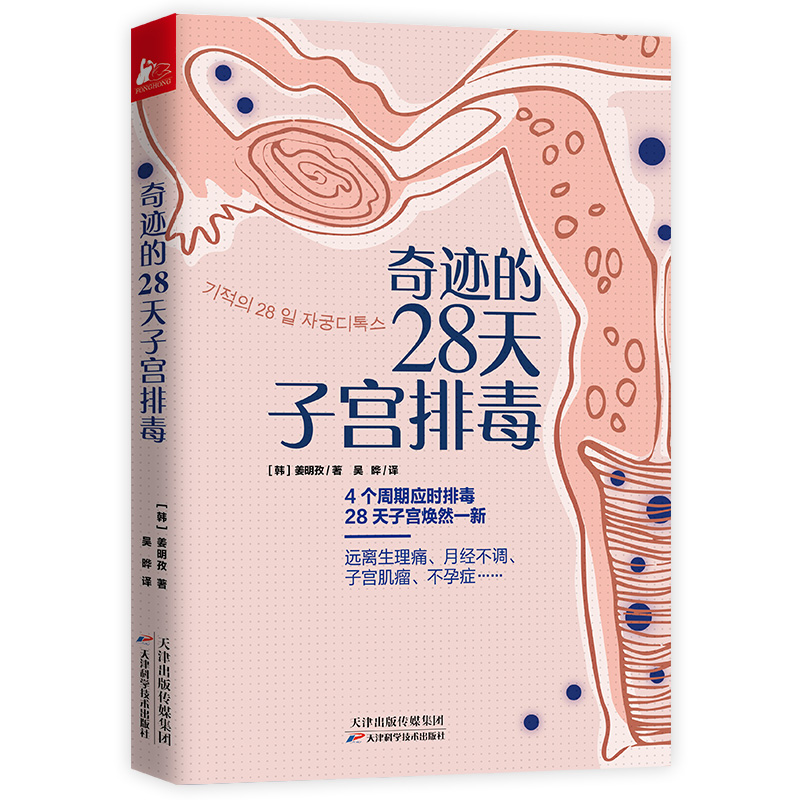 FONGHONG
奇迹的28天子宫排毒
[韩] 姜明孜 著
吴晔 译
天津出版传媒集团
天津科学技术出版社
奇迹的
기적의 28 일 자궁디톡스
28天
子宫排毒
[韩] 姜明孜/著 吴 晔/译
4个周期应时排毒
28天子宫焕然一新
远离生理痛、月经不调、
子宫肌瘤、不孕症……
天津出版传媒集团
天津科学技术出版社